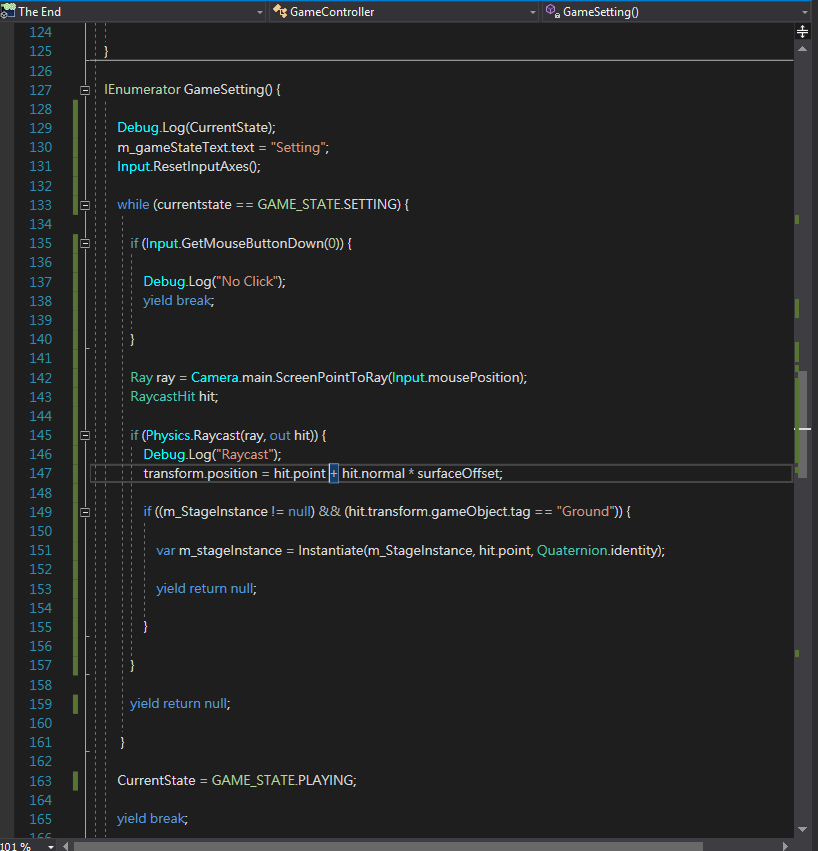 The End GameController GameSetting()
124
125 }
126
127 IEnumerator GameSetting() {
128
129 Debug.Log(CurrentState);
130 m_gameStateText.text = "Setting";
131 Input.ResetInputAxes();
132
133 while (currentstate == GAME_STATE.SETTING) {
134
135 if (Input.GetMouseButtonDown(0)) {
136
137 Debug.Log("No Click");
138 yield break;
139
140 }
141
142 Ray ray = Camera.main.ScreenPointToRay(Input.mousePosition);
143 RaycastHit hit;
144
145 if (Physics.Raycast(ray, out hit)) {
146 Debug.Log("Raycast");
147 transform.position = hit.point + hit.normal * surfaceOffset;
148
149 if ((m_StageInstance != null) && (hit.transform.gameObject.tag == "Ground")) {
150
151 var m_stageInstance = Instantiate(m_StageInstance, hit.point, Quaternion.identity);
152
153 yield return null;
154
155 }
156
157 }
158
159 yield return null;
160
161 }
162
163 CurrentState = GAME_STATE.PLAYING;
164
165 yield break;
166
101 %